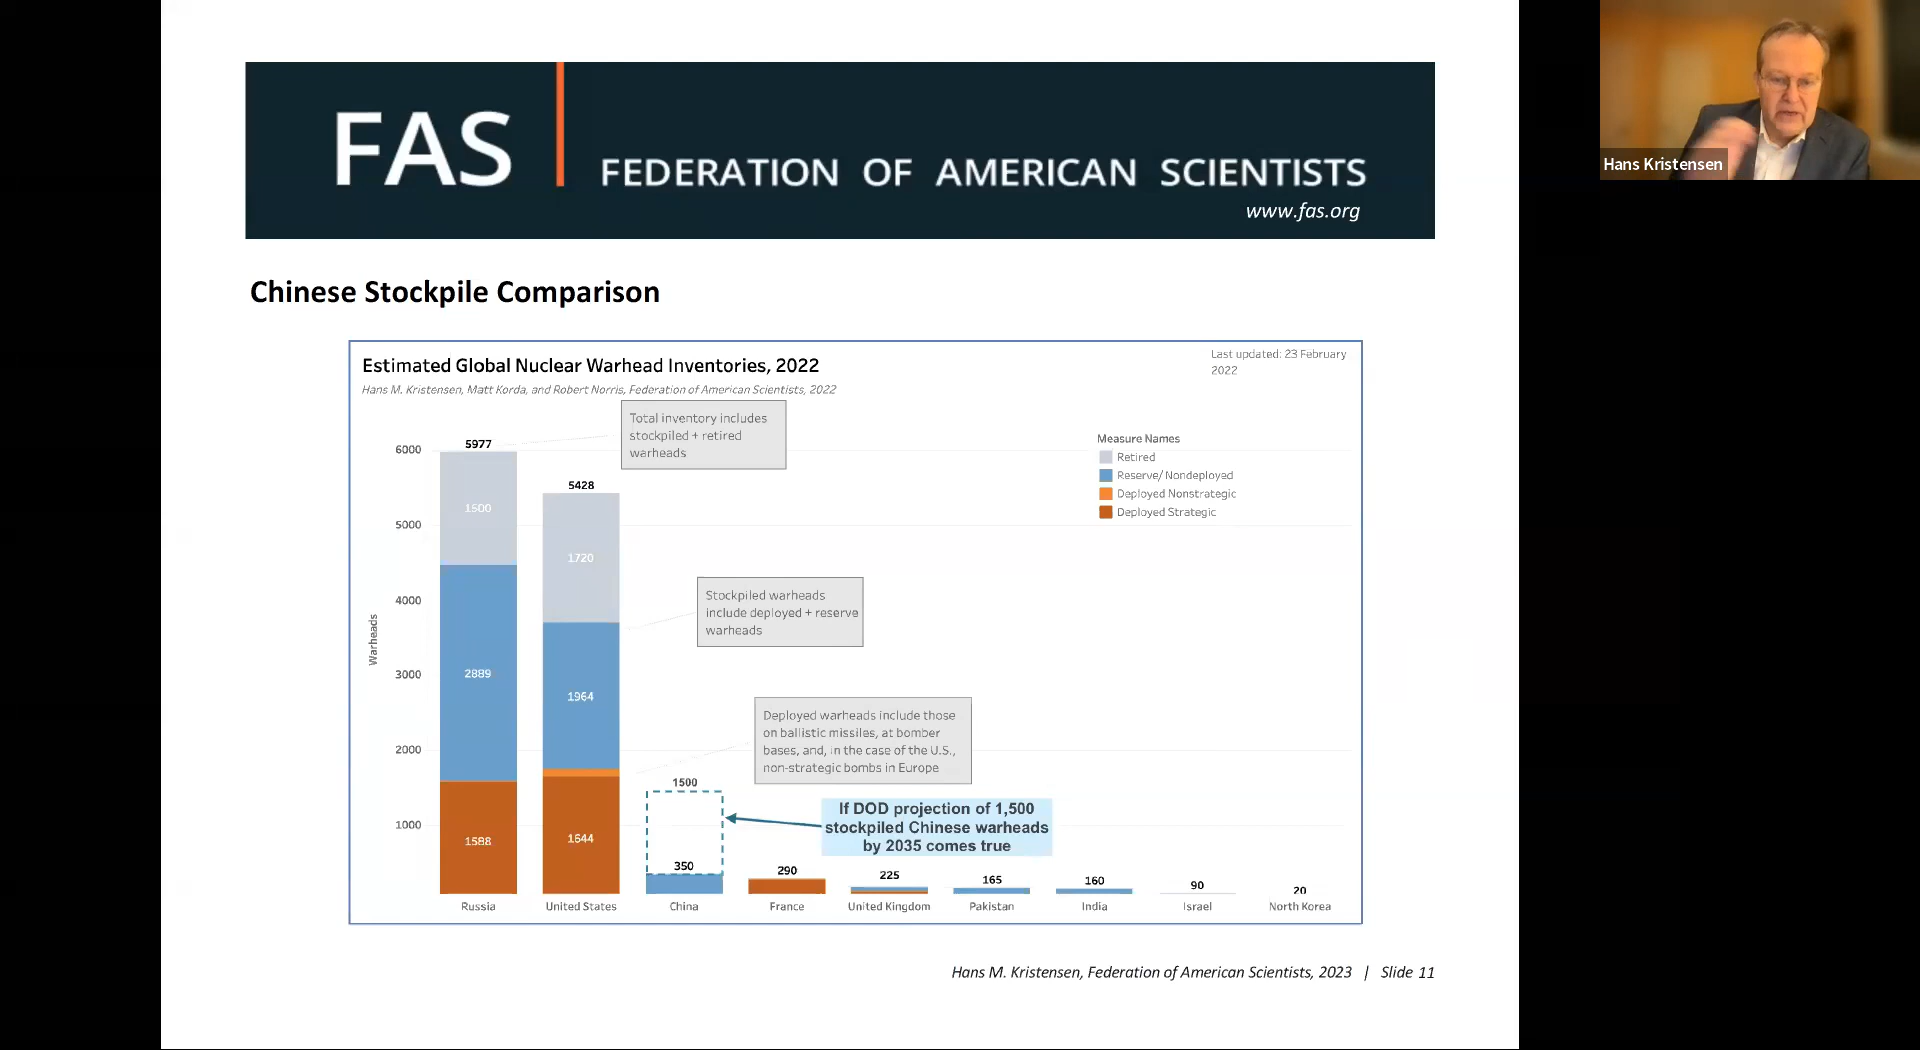 FAS
FEDERATION OF AMERICAN SCIENTISTS
www.fas.org
Hans Kristensen
Chinese Stockpile Comparison
Estimated Global Nuclear Warhead Inventories, 2022
Last updated: 23 February
2022
Hans M. Kristensen, Matt Korda, and Robert Norris, Federation of American Scientists, 2022
Total inventory includes
stockpiled + retired
warheads
Measure Names
Retired
Reserve/ Nondeployed
Deployed Nonstrategic
Deployed Strategic
Warheads
6000
5000
4000
3000
2000
1000
5977
1500
2889
1588
5428
1720
1964
1644
Stockpiled warheads
include deployed + reserve
warheads
Deployed warheads include those
on ballistic missiles, at bomber
bases, and, in the case of the U.S.,
non-strategic bombs in Europe
1500
350
If DOD projection of 1,500
stockpiled Chinese warheads
by 2035 comes true
290
225
165
160
90
20
Russia
United States
China
France
United Kingdom
Pakistan
India
Israel
North Korea
Hans M. Kristensen, Federation of American Scientists, 2023 | Slide 11